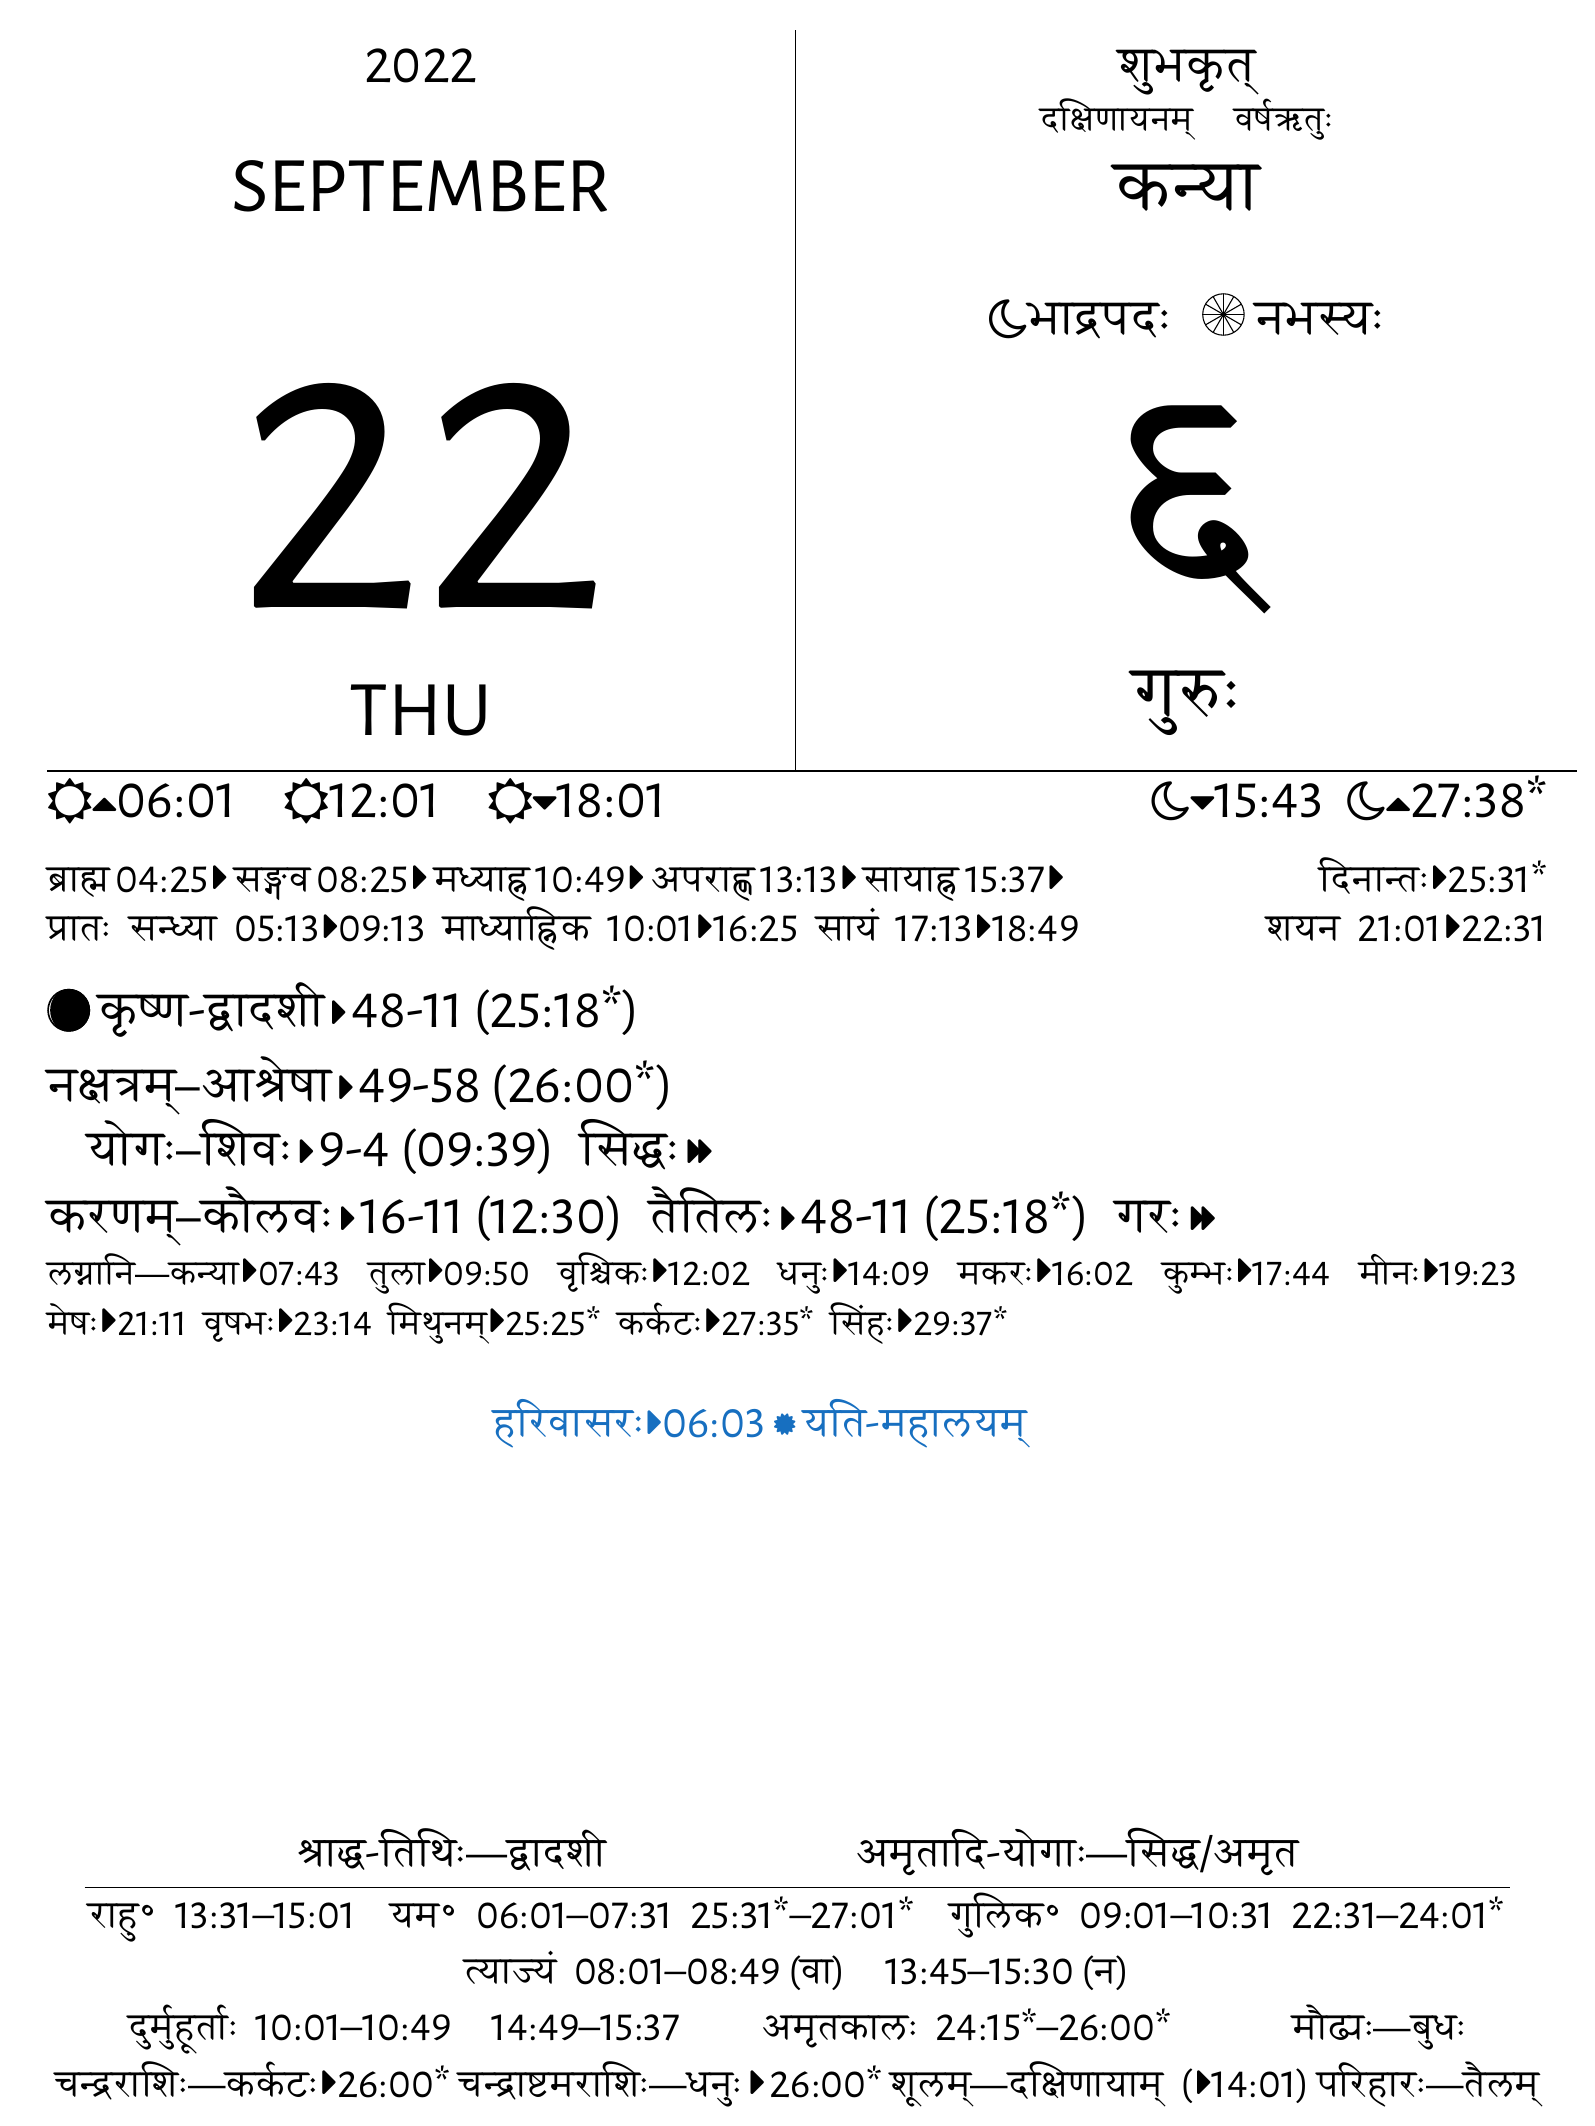 2022
SEPTEMBER
22
THU
शुभकृत्
दक्षिणायनम् वर्षऋतुः
कन्या
भाद्रपदः नभस्यः
६
गुरुः
06:01 12:01 18:01 15:43 27:38*
ब्राह्म 04:25 सङ्गव 08:25 मध्याह्न 10:49 अपराह्ण 13:13 सायाह्न 15:37 दिनान्तः 25:31*
प्रातः सन्ध्या 05:13 09:13 माध्याह्निक 10:01 16:25 सायं 17:13 18:49 शयन 21:01 22:31
कृष्ण-द्वादशी 48-11 (25:18*)
नक्षत्रम्–आश्रेषा 49-58 (26:00*)
योगः–शिवः 9-4 (09:39) सिद्धः
करणम्–कौलवः 16-11 (12:30) तैतिलः 48-11 (25:18*) गरः
लग्नानि—कन्या 07:43 तुला 09:50 वृश्चिकः 12:02 धनुः 14:09 मकरः 16:02 कुम्भः 17:44 मीनः 19:23
मेषः 21:11 वृषभः 23:14 मिथुनम् 25:25* कर्कटः 27:35* सिंहः 29:37*
हरिवासरः 06:03 यति-महालयम्
श्राद्ध-तिथिः—द्वादशी अमृतादि-योगाः—सिद्ध/अमृत
राहु॰ 13:31–15:01 यम॰ 06:01–07:31 25:31*–27:01* गुलिक॰ 09:01–10:31 22:31–24:01*
त्याज्यं 08:01–08:49 (वा) 13:45–15:30 (न)
दुर्मुहूर्ताः 10:01–10:49 14:49–15:37 अमृतकालः 24:15*–26:00* मौढ्यः—बुधः
चन्द्रराशिः—कर्कटः 26:00* चन्द्राष्टमराशिः—धनुः 26:00* शूलम्—दक्षिणायाम् (14:01) परिहारः—तैलम्